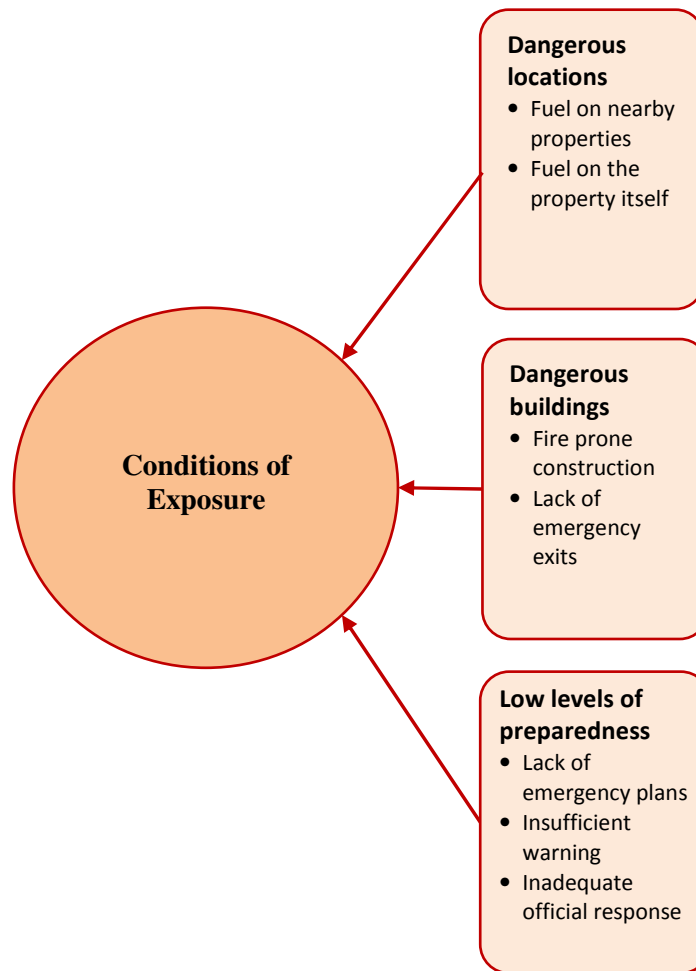 Dangerous
locations
• Fuel on nearby
properties
• Fuel on the
property itself
Conditions of
Exposure
Dangerous
buildings
• Fire prone
construction
• Lack of
emergency
exits
Low levels of
preparedness
• Lack of
emergency plans
• Insufficient
warning
• Inadequate
official response